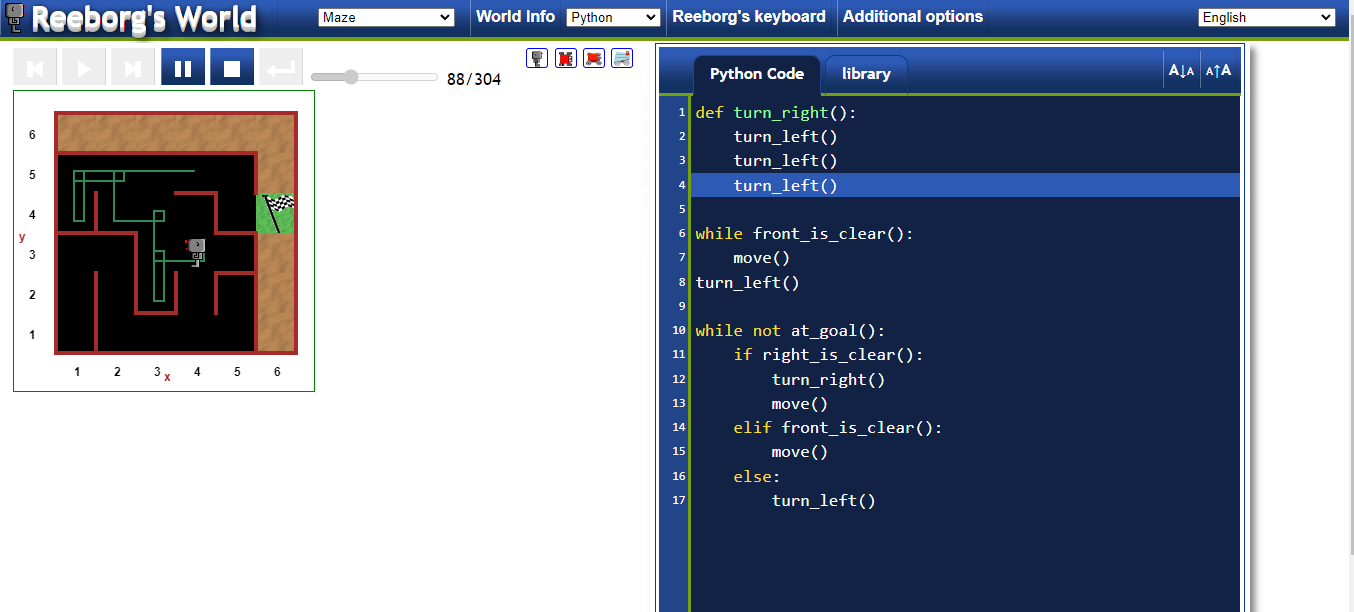 Reeborg's World Maze World Info Python Reeborg's keyboard Additional options English
88/304
Python Code library A↓A A↑A
1 def turn_right():
2 turn_left()
3 turn_left()
4 turn_left()
5
6 while front_is_clear():
7 move()
8 turn_left()
9
10 while not at_goal():
11 if right_is_clear():
12 turn_right()
13 move()
14 elif front_is_clear():
15 move()
16 else:
17 turn_left()
6
5
4
y
3
2
1
1 2 3 x 4 5 6